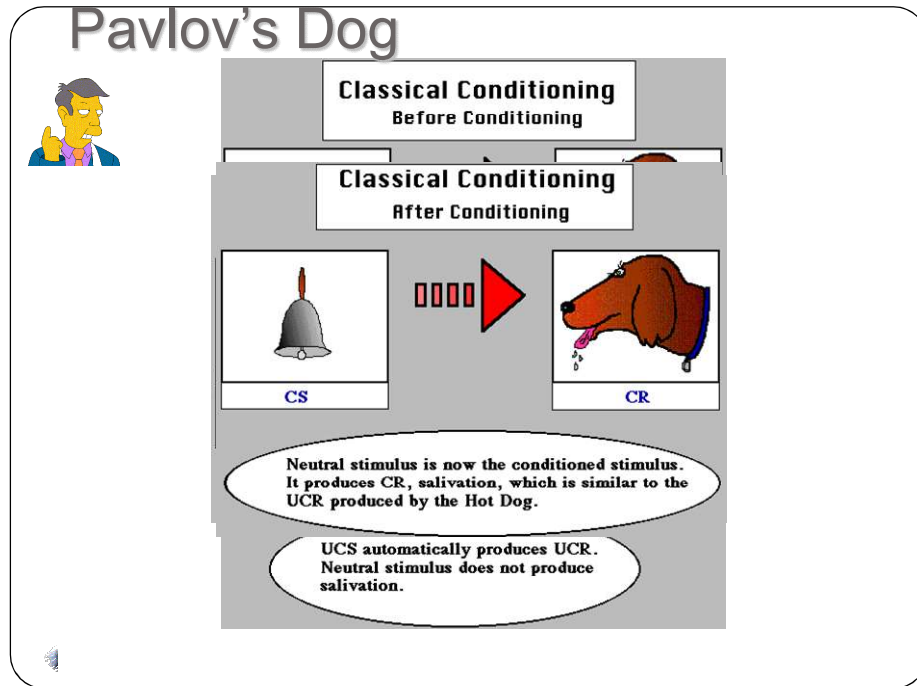 Pavlov's Dog
Classical Conditioning
Before Conditioning
Classical Conditioning
After Conditioning
CS
CR
Neutral stimulus is now the conditioned stimulus.
It produces CR, salivation, which is similar to the
UCR produced by the Hot Dog.
UCS automatically produces UCR.
Neutral stimulus does not produce
salivation.